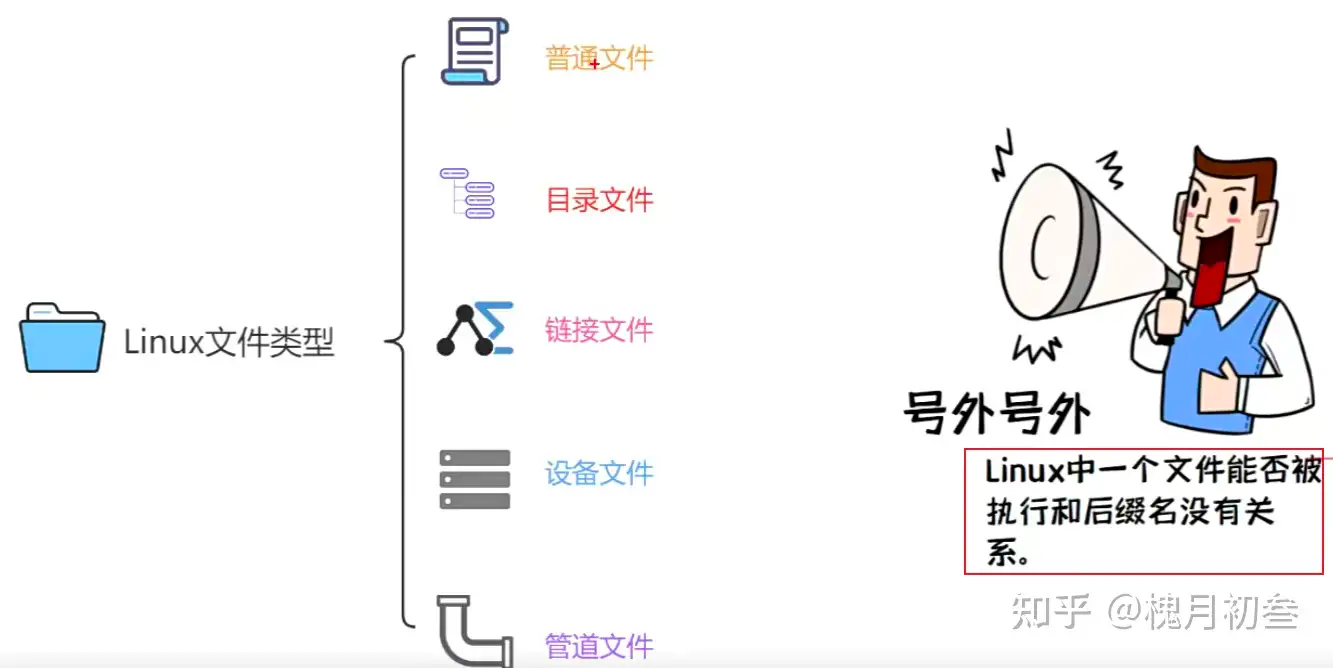 普通文件
目录文件
Linux文件类型
链接文件
设备文件
管道文件
号外号外
Linux中一个文件能否被
执行和后缀名没有关
系。
知乎 @槐月初叁